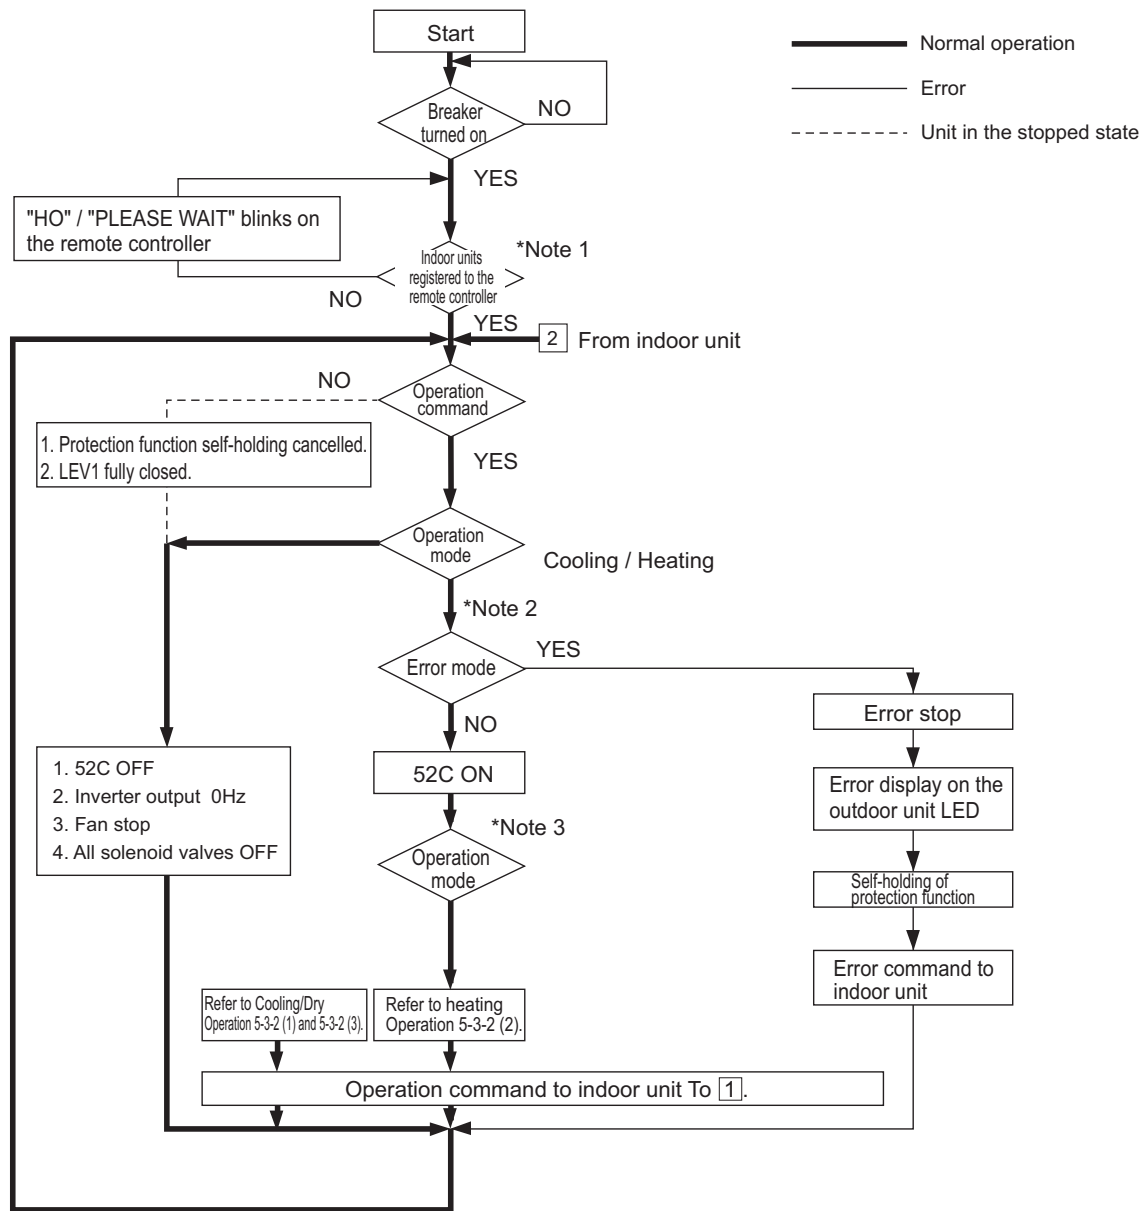 Start
Normal operation
Error
Unit in the stopped state
Breaker
turned on
NO
YES
"HO" / "PLEASE WAIT" blinks on
the remote controller
*Note 1
Indoor units
registered to the
remote controller
NO
YES
2 From indoor unit
NO
Operation
command
1. Protection function self-holding cancelled.
2. LEV1 fully closed.
YES
Operation
mode
Cooling / Heating
*Note 2
YES
Error mode
NO
Error stop
1. 52C OFF
2. Inverter output 0Hz
3. Fan stop
4. All solenoid valves OFF
52C ON
Error display on the
outdoor unit LED
*Note 3
Operation
mode
Self-holding of
protection function
Error command to
indoor unit
Refer to Cooling/Dry
Operation 5-3-2 (1) and 5-3-2 (3).
Refer to heating
Operation 5-3-2 (2).
Operation command to indoor unit To 1.